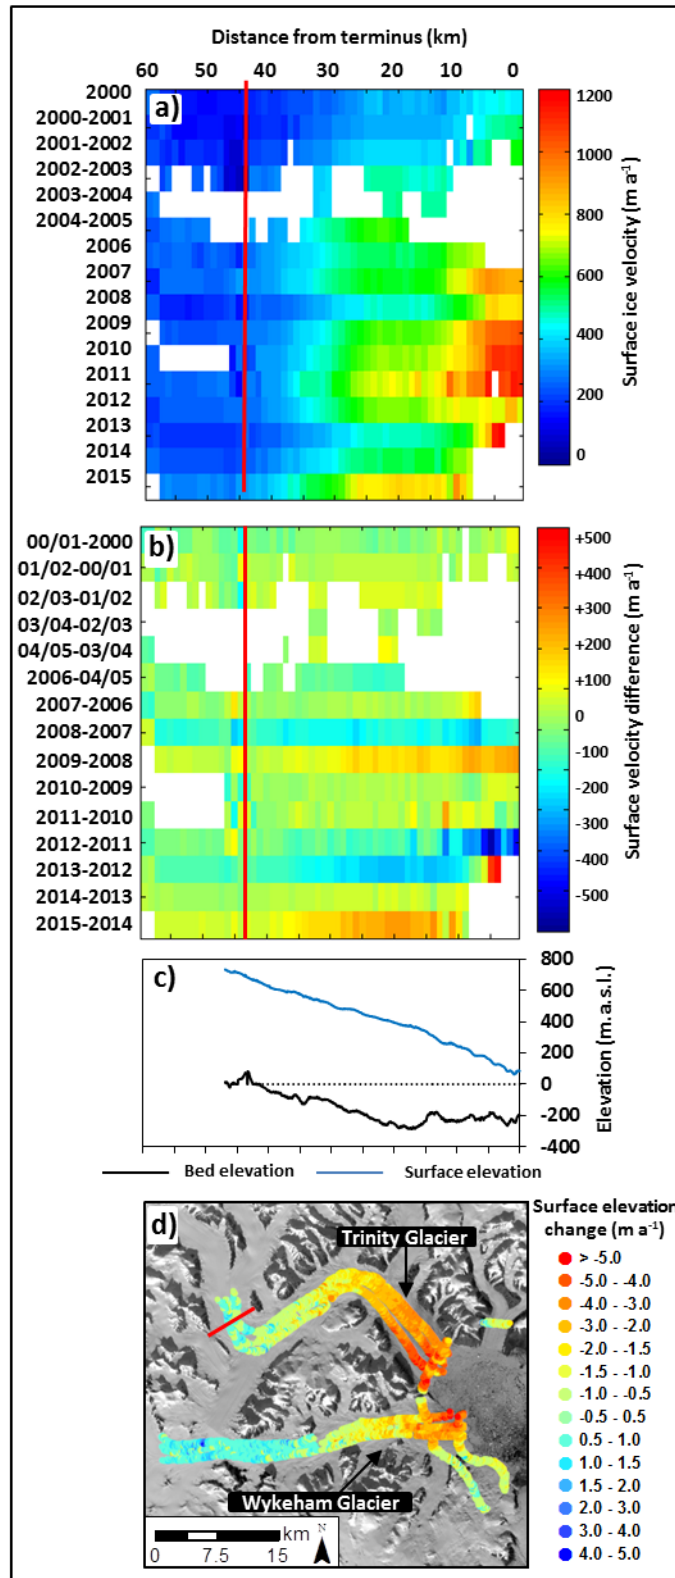 Distance from terminus (km)
60 50 40 30 20 10 0
a)
2000
2000-2001
2001-2002
2002-2003
2003-2004
2004-2005
2006
2007
2008
2009
2010
2011
2012
2013
2014
2015
1200
1000
800
600
400
200
0
Surface ice velocity (m a-1)
b)
00/01-2000
01/02-00/01
02/03-01/02
03/04-02/03
04/05-03/04
2006-04/05
2007-2006
2008-2007
2009-2008
2010-2009
2011-2010
2012-2011
2013-2012
2014-2013
2015-2014
+500
+400
+300
+200
+100
0
-100
-200
-300
-400
-500
Surface velocity difference (m a-1)
c)
800
600
400
200
0
-200
-400
Elevation (m. a. s. l.)
Bed elevation
Surface elevation
d)
Trinity Glacier
Wykeham Glacier
km
N
0 7.5 15
Surface elevation
change (m a-1)
> -5.0
-5.0 - -4.0
-4.0 - -3.0
-3.0 - -2.0
-2.0 - -1.5
-1.5 - -1.0
-1.0 - -0.5
-0.5 - 0.5
0.5 - 1.0
1.0 - 1.5
1.5 - 2.0
2.0 - 3.0
3.0 - 4.0
4.0 - 5.0